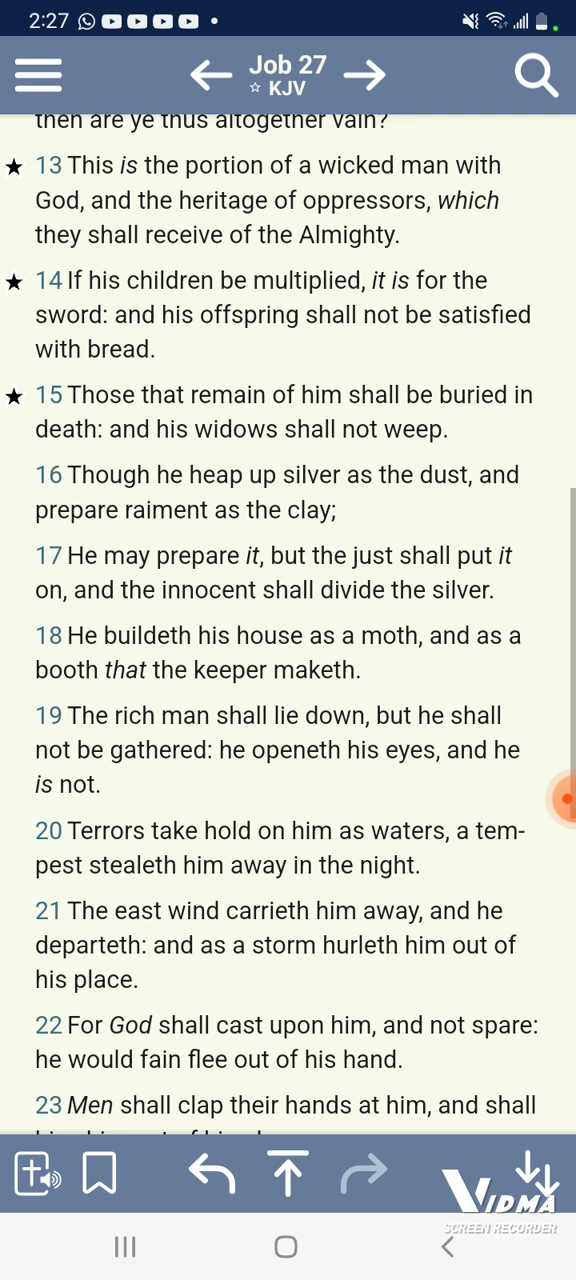 2:27
Job 27
☆ KJV
then are ye thus altogether vain?
★ 13 This is the portion of a wicked man with
God, and the heritage of oppressors, which
they shall receive of the Almighty.
★ 14 If his children be multiplied, it is for the
sword: and his offspring shall not be satisfied
with bread.
★ 15 Those that remain of him shall be buried in
death: and his widows shall not weep.
16 Though he heap up silver as the dust, and
prepare raiment as the clay;
17 He may prepare it, but the just shall put it
on, and the innocent shall divide the silver.
18 He buildeth his house as a moth, and as a
booth that the keeper maketh.
19 The rich man shall lie down, but he shall
not be gathered: he openeth his eyes, and he
is not.
20 Terrors take hold on him as waters, a tem-
pest stealeth him away in the night.
21 The east wind carrieth him away, and he
departeth: and as a storm hurleth him out of
his place.
22 For God shall cast upon him, and not spare:
he would fain flee out of his hand.
23 Men shall clap their hands at him, and shall
VIDMA
SCREEN RECORDER